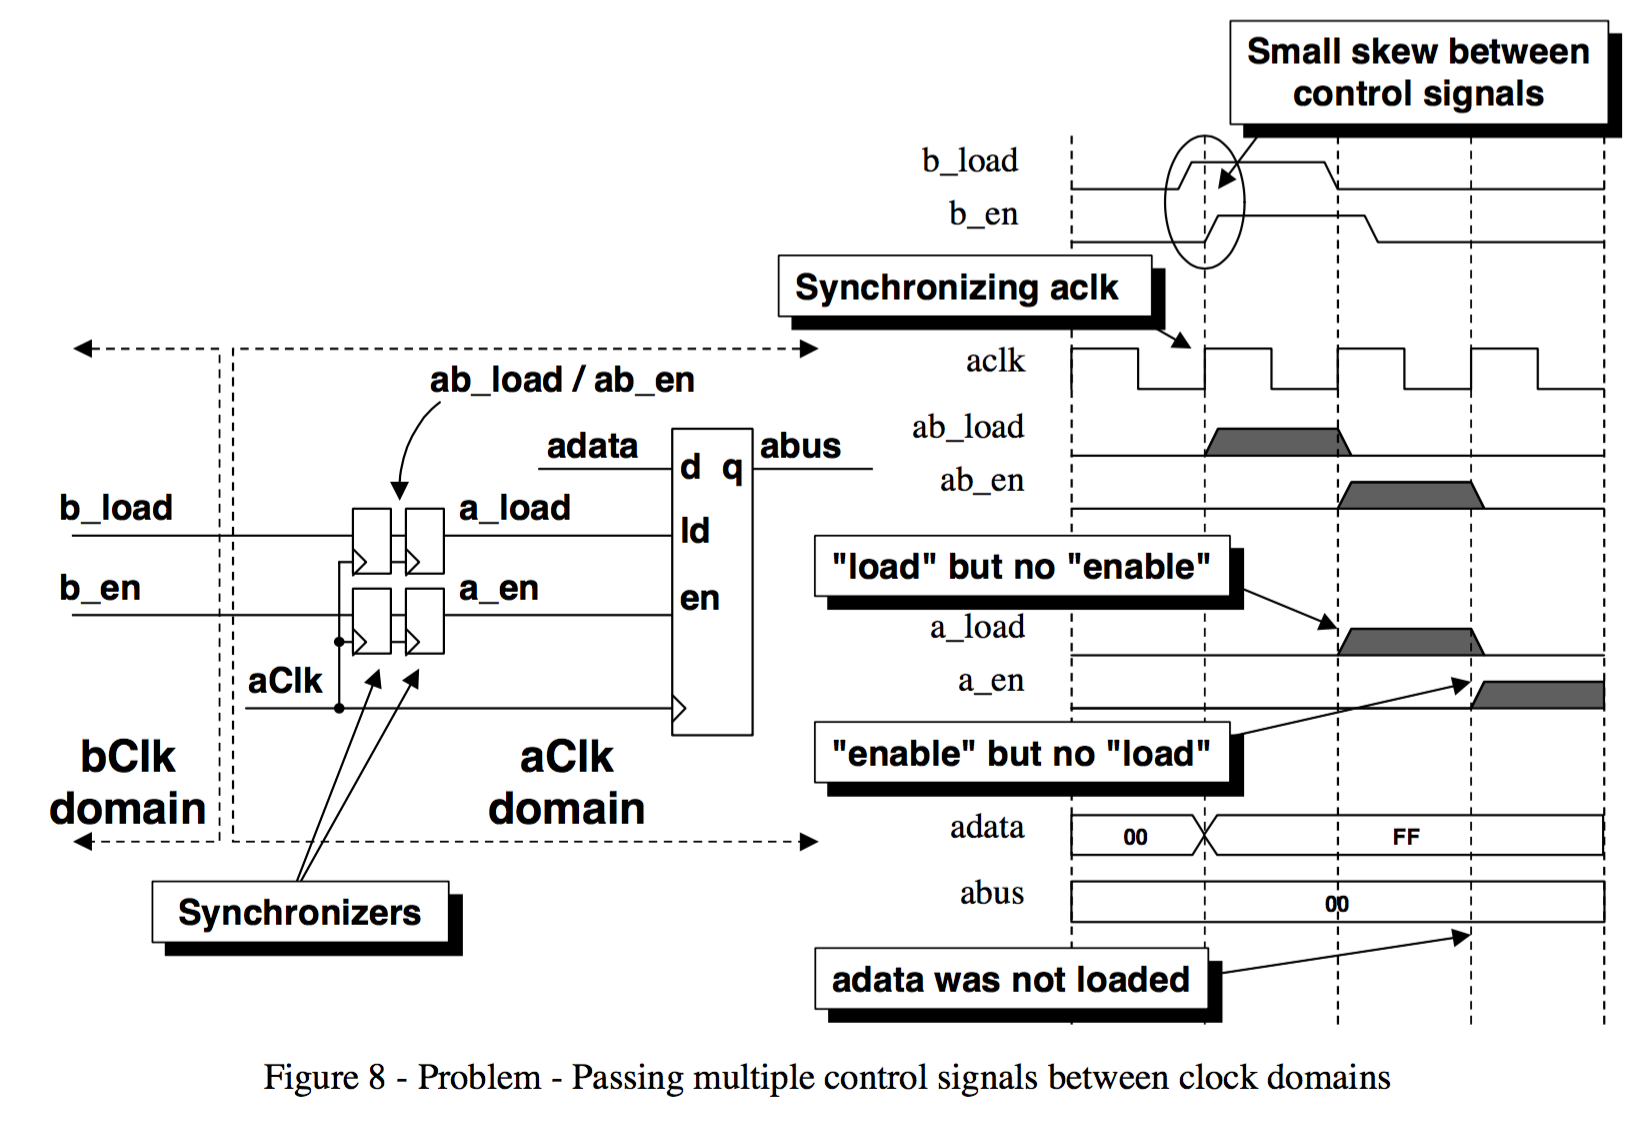 Small skew between
control signals
b_load
b_en
Synchronizing aclk
aclk
ab_load / ab_en
ab_load
adata
d q
abus
ab_en
b_load
a_load
ld
"load" but no "enable"
b_en
a_en
en
a_load
aClk
a_en
bClk
domain
aClk
domain
"enable" but no "load"
adata
00
FF
abus
00
Synchronizers
adata was not loaded
Figure 8 - Problem - Passing multiple control signals between clock domains